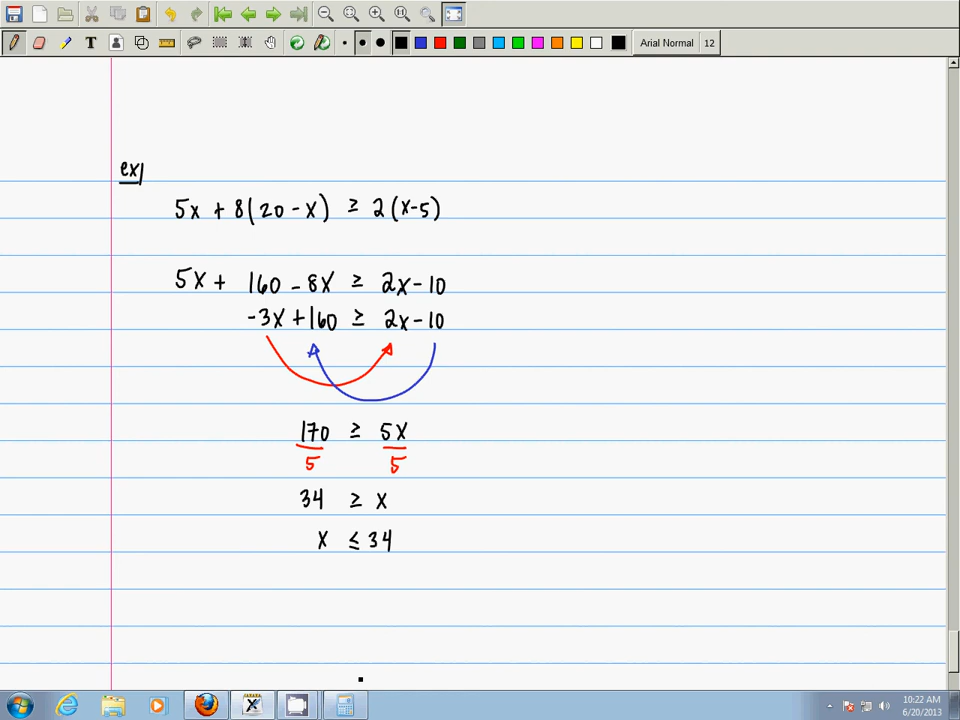 Arial Normal 12
ex)
5x + 8(20 - x) ≥ 2(x-5)
5x + 160 - 8x ≥ 2x - 10
-3x + 160 ≥ 2x - 10
170 ≥ 5x
5 5
34 ≥ x
x ≤ 34
10:22 AM
6/20/2013